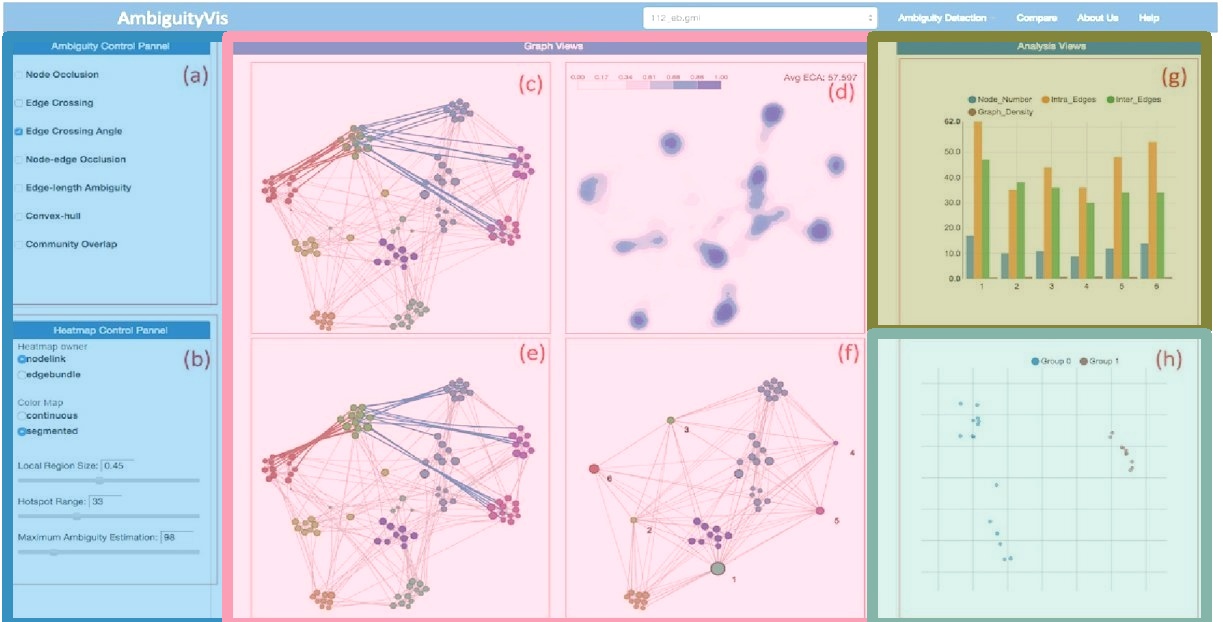 AmbiguityVis
112_eb.gml
Ambiguity Detection
Compare
About Us
Help
Ambiguity Control Pannel
(a)
Node Occlusion
Edge Crossing
Edge Crossing Angle
Node-edge Occlusion
Edge-length Ambiguity
Convex-hull
Community Overlap
Heatmap Control Pannel
(b)
Heatmap owner
nodelink
edgebundle
Color Map
continuous
segmented
Local Region Size: 0.45
Hotspot Range: 33
Maximum Ambiguity Estimation: 98
Graph Views
(c)
0.00 0.17 0.34 0.51 0.68 0.86 1.00
Avg ECA: 57.597
(d)
(e)
(f)
3
4
6
5
2
1
Analysis Views
(g)
Node_Number Intra_Edges Inter_Edges
Graph_Density
62.0
50.0
40.0
30.0
20.0
10.0
0.0
1 2 3 4 5 6
Group 0 Group 1
(h)